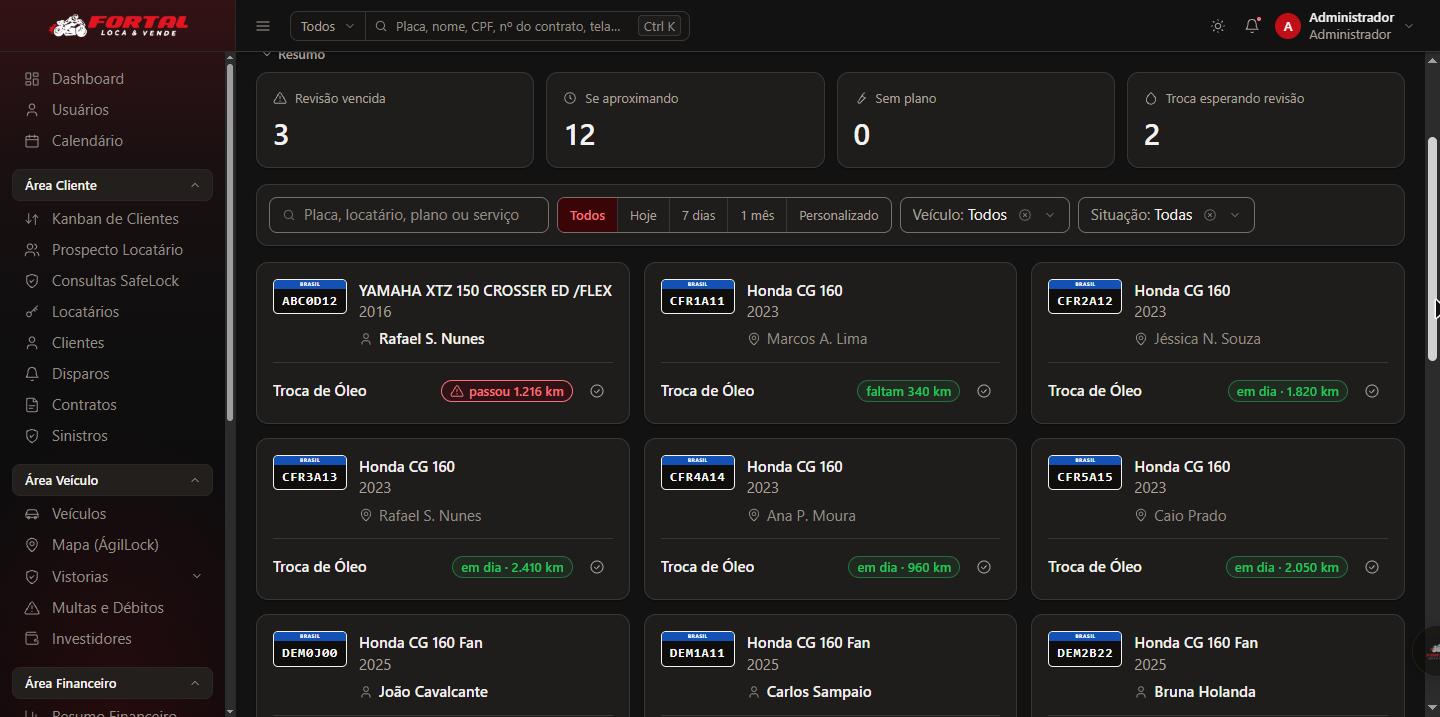 FORTAL
LOCA & VENDE
Todos
Placa, nome, CPF, nº do contrato, tela...
Ctrl K
A
Administrador
Administrador
Dashboard
Usuários
Calendário
Área Cliente
Kanban de Clientes
Prospecto Locatário
Consultas SafeLock
Locatários
Clientes
Disparos
Contratos
Sinistros
Área Veículo
Veículos
Mapa (ÁgilLock)
Vistorias
Multas e Débitos
Investidores
Área Financeiro
Resumo Financeiro
Resumo
Revisão vencida
3
Se aproximando
12
Sem plano
0
Troca esperando revisão
2
Placa, locatário, plano ou serviço
Todos
Hoje
7 dias
1 mês
Personalizado
Veículo: Todos
Situação: Todas
BRASIL
ABC0D12
YAMAHA XTZ 150 CROSSER ED /FLEX
2016
Rafael S. Nunes
Troca de Óleo
passou 1.216 km
BRASIL
CFR1A11
Honda CG 160
2023
Marcos A. Lima
Troca de Óleo
faltam 340 km
BRASIL
CFR2A12
Honda CG 160
2023
Jéssica N. Souza
Troca de Óleo
em dia · 1.820 km
BRASIL
CFR3A13
Honda CG 160
2023
Rafael S. Nunes
Troca de Óleo
em dia · 2.410 km
BRASIL
CFR4A14
Honda CG 160
2023
Ana P. Moura
Troca de Óleo
em dia · 960 km
BRASIL
CFR5A15
Honda CG 160
2023
Caio Prado
Troca de Óleo
em dia · 2.050 km
BRASIL
DEM0J00
Honda CG 160 Fan
2025
João Cavalcante
BRASIL
DEM1A11
Honda CG 160 Fan
2025
Carlos Sampaio
BRASIL
DEM2B22
Honda CG 160 Fan
2025
Bruna Holanda